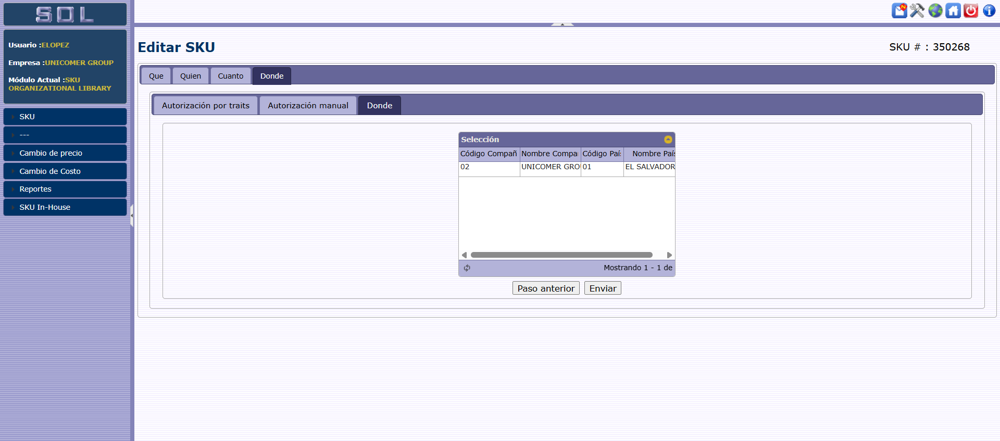 SOL
Usuario :ELOPEZ
Empresa :UNICOMER GROUP
Módulo Actual :SKU
ORGANIZATIONAL LIBRARY
SKU
---
Cambio de precio
Cambio de Costo
Reportes
SKU In-House
Editar SKU
SKU # : 350268
Que Quien Cuanto Donde
Autorización por traits Autorización manual Donde
Selección
Código Compañ Nombre Compa Código Paí Nombre País
02 UNICOMER GRO 01 EL SALVADOR
Mostrando 1 - 1 de
Paso anterior Enviar